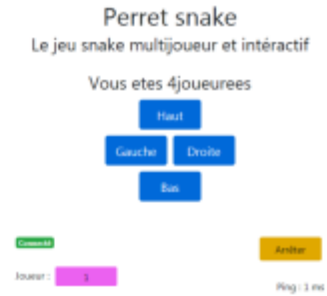 Perret snake
Le jeu snake multijoueur et intéractif
Vous etes 4joueurees
Haut
Gauche Droite
Bas
Connecté
Arrêter
Joueur : 1
Ping : 1 ms